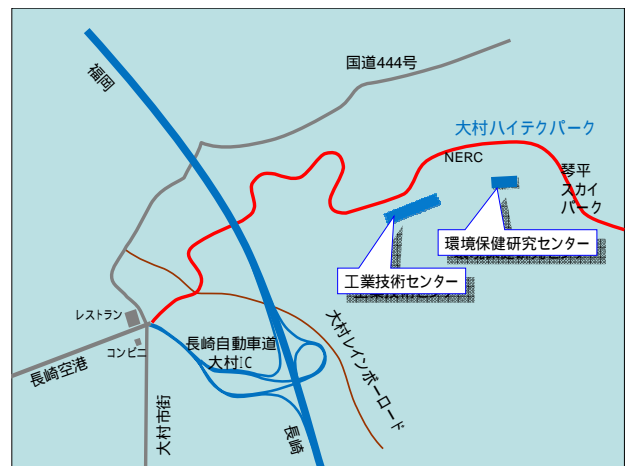 国道444号
福岡
大村ハイテクパーク
NERC
琴平
スカイ
パーク
環境保健研究センター
工業技術センター
レストラン
コンビニ
長崎自動車道
大村IC
大村レインボーロード
長崎空港
大村市街
長崎